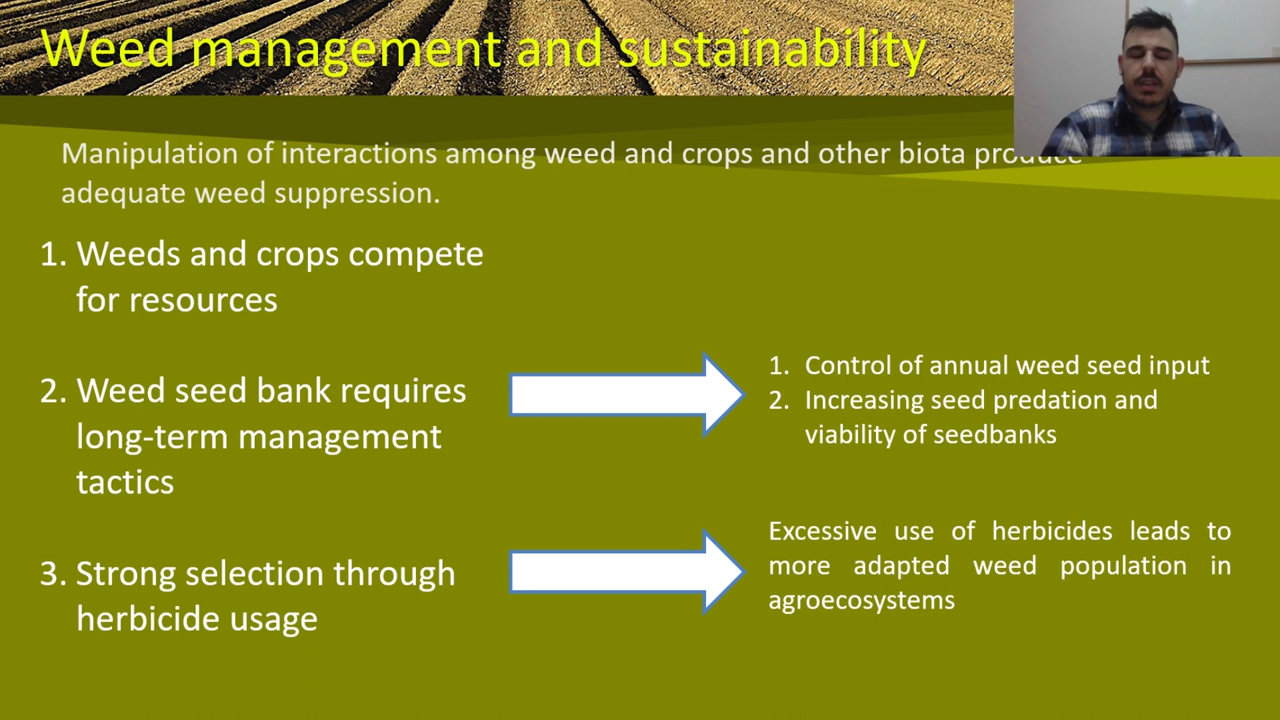 Weed management and sustainability
Manipulation of interactions among weed and crops and other biota produce
adequate weed suppression.
1. Weeds and crops compete
for resources
2. Weed seed bank requires
long-term management
tactics
1. Control of annual weed seed input
2. Increasing seed predation and
viability of seedbanks
3. Strong selection through
herbicide usage
Excessive use of herbicides leads to
more adapted weed population in
agroecosystems